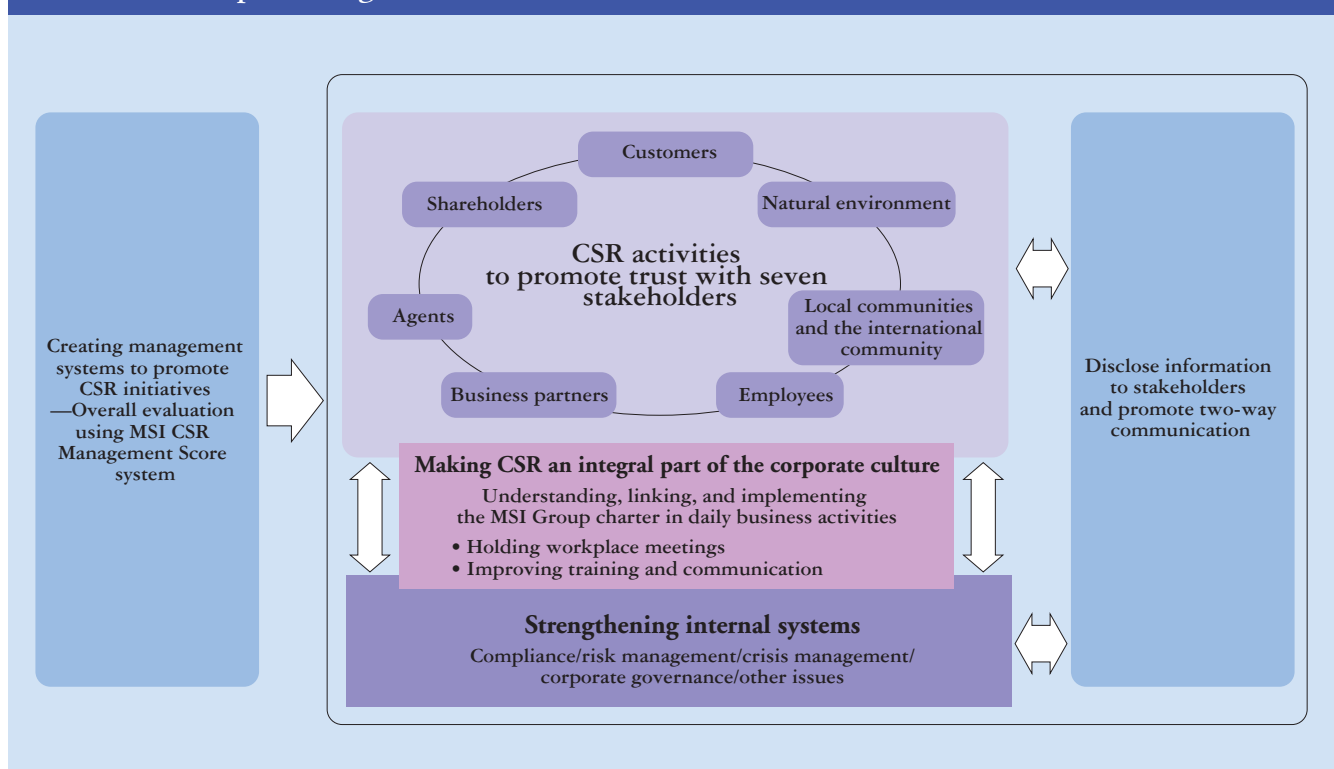 Creating management
systems to promote
CSR initiatives
—Overall evaluation
using MSI CSR
Management Score
system
Customers
Shareholders
Natural environment
CSR activities
to promote trust with seven
stakeholders
Agents
Local communities
and the international
community
Business partners
Employees
Making CSR an integral part of the corporate culture
Understanding, linking, and implementing
the MSI Group charter in daily business activities
• Holding workplace meetings
• Improving training and communication
Strengthening internal systems
Compliance/risk management/crisis management/
corporate governance/other issues
Disclose information
to stakeholders
and promote two-way
communication